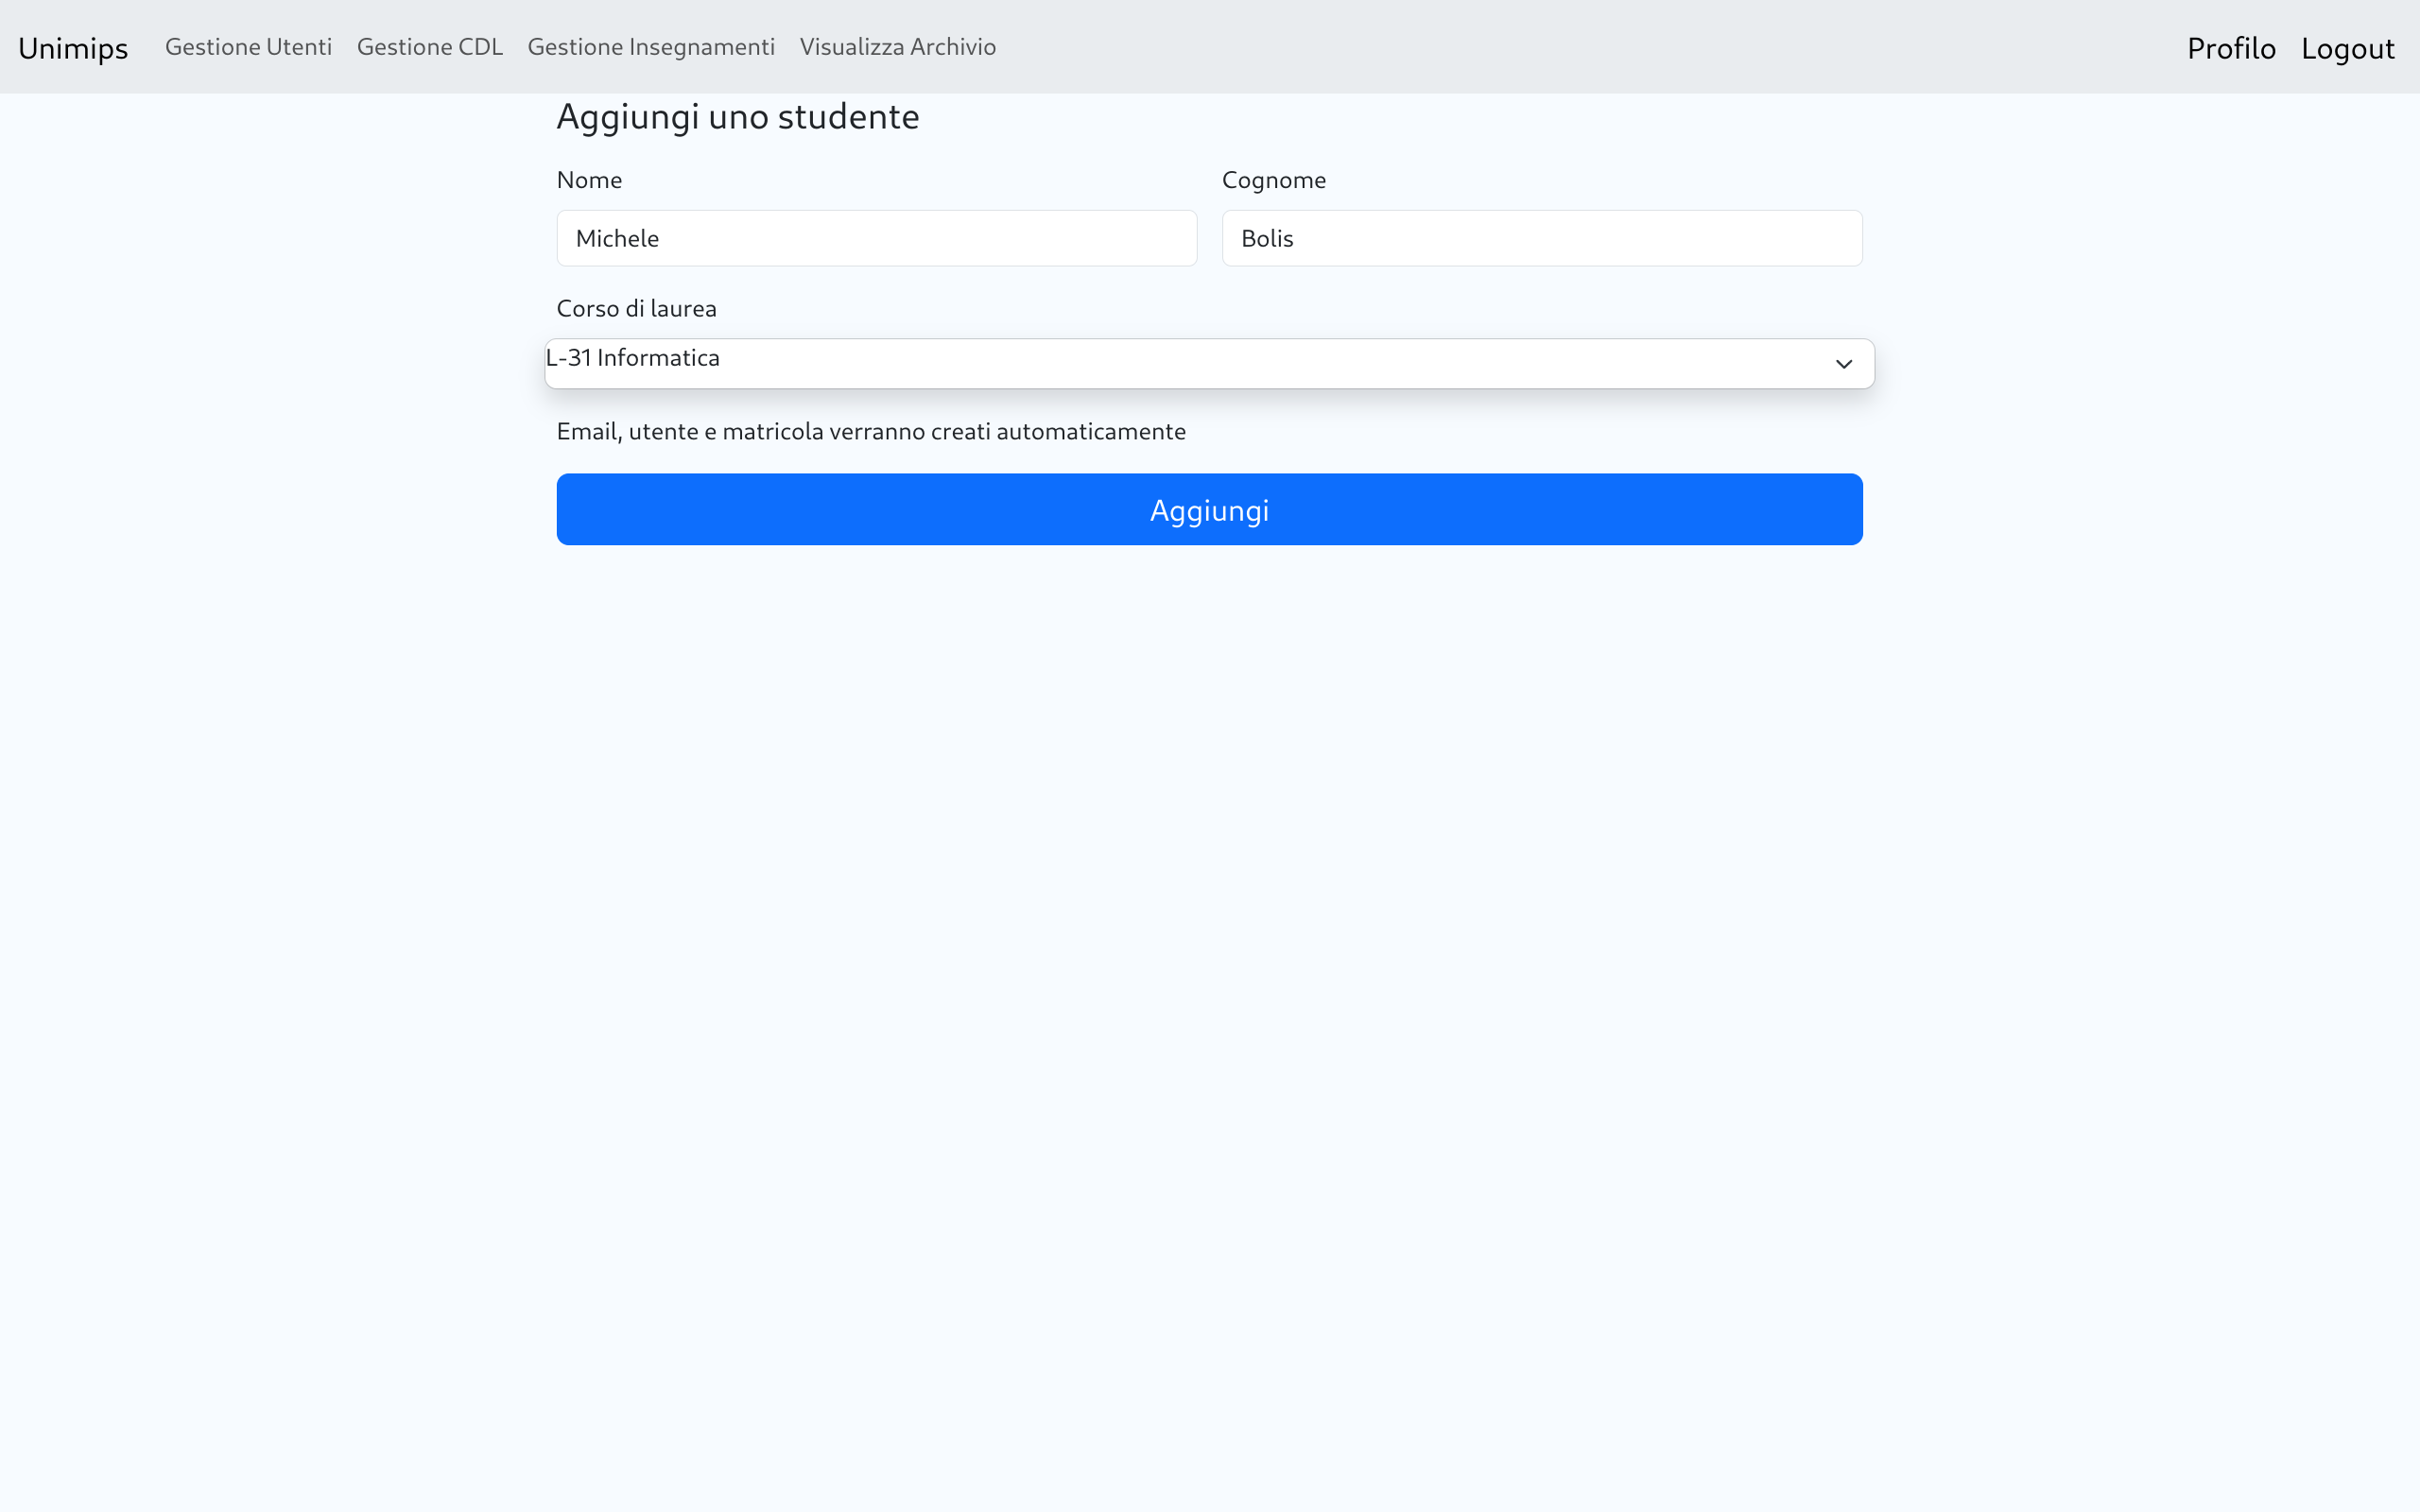 Unimips Gestione Utenti Gestione CDL Gestione Insegnamenti Visualizza Archivio Profilo Logout
Aggiungi uno studente
Nome Cognome
Michele Bolis
Corso di laurea
L-31 Informatica
Email, utente e matricola verranno creati automaticamente
Aggiungi